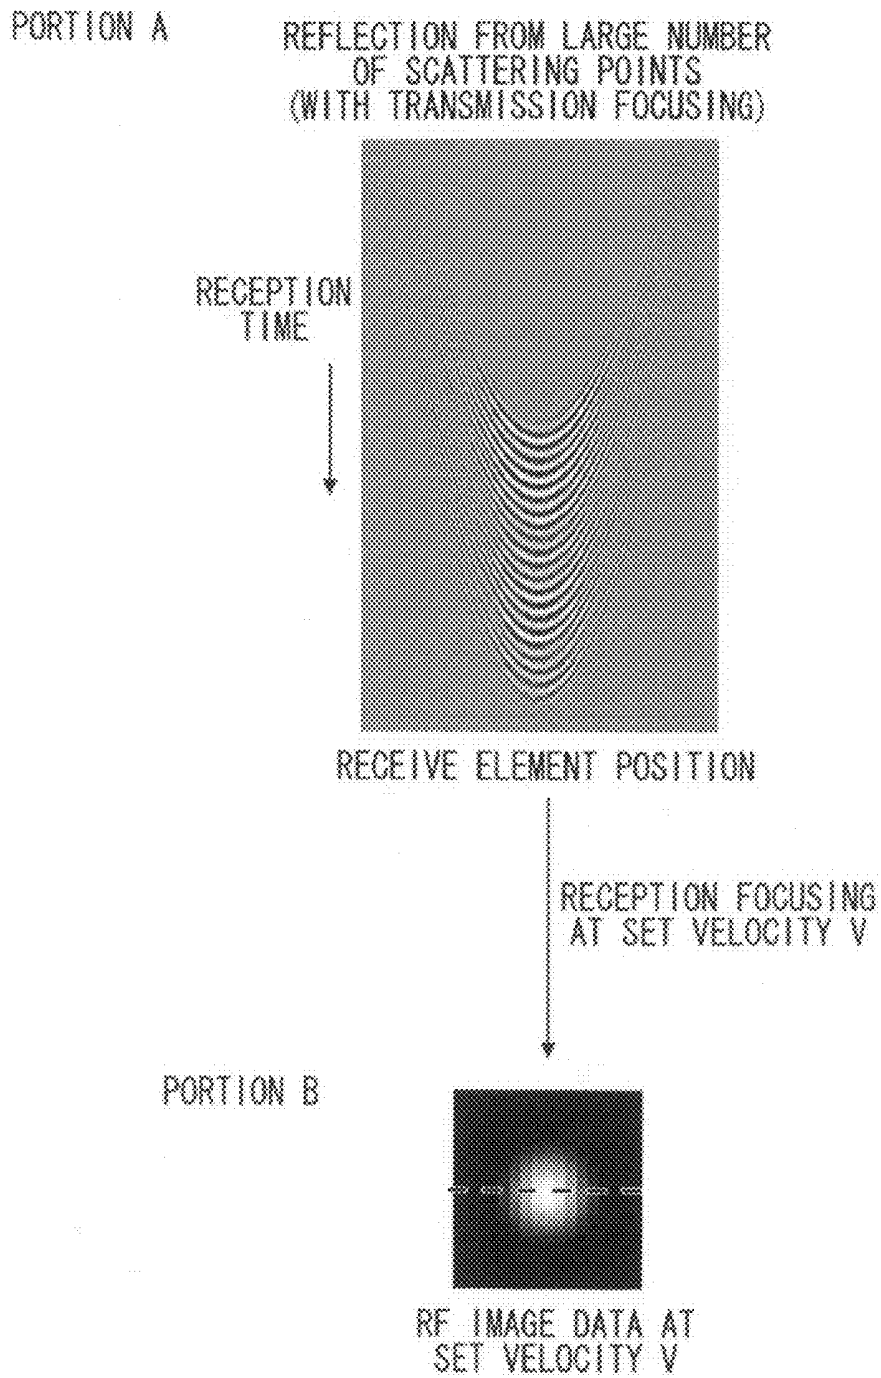 PORTION A
REFLECTION FROM LARGE NUMBER
OF SCATTERING POINTS
(WITH TRANSMISSION FOCUSING)
RECEPTION
TIME
RECEIVE ELEMENT POSITION
RECEPTION FOCUSING
AT SET VELOCITY V
PORTION B
RF IMAGE DATA AT
SET VELOCITY V